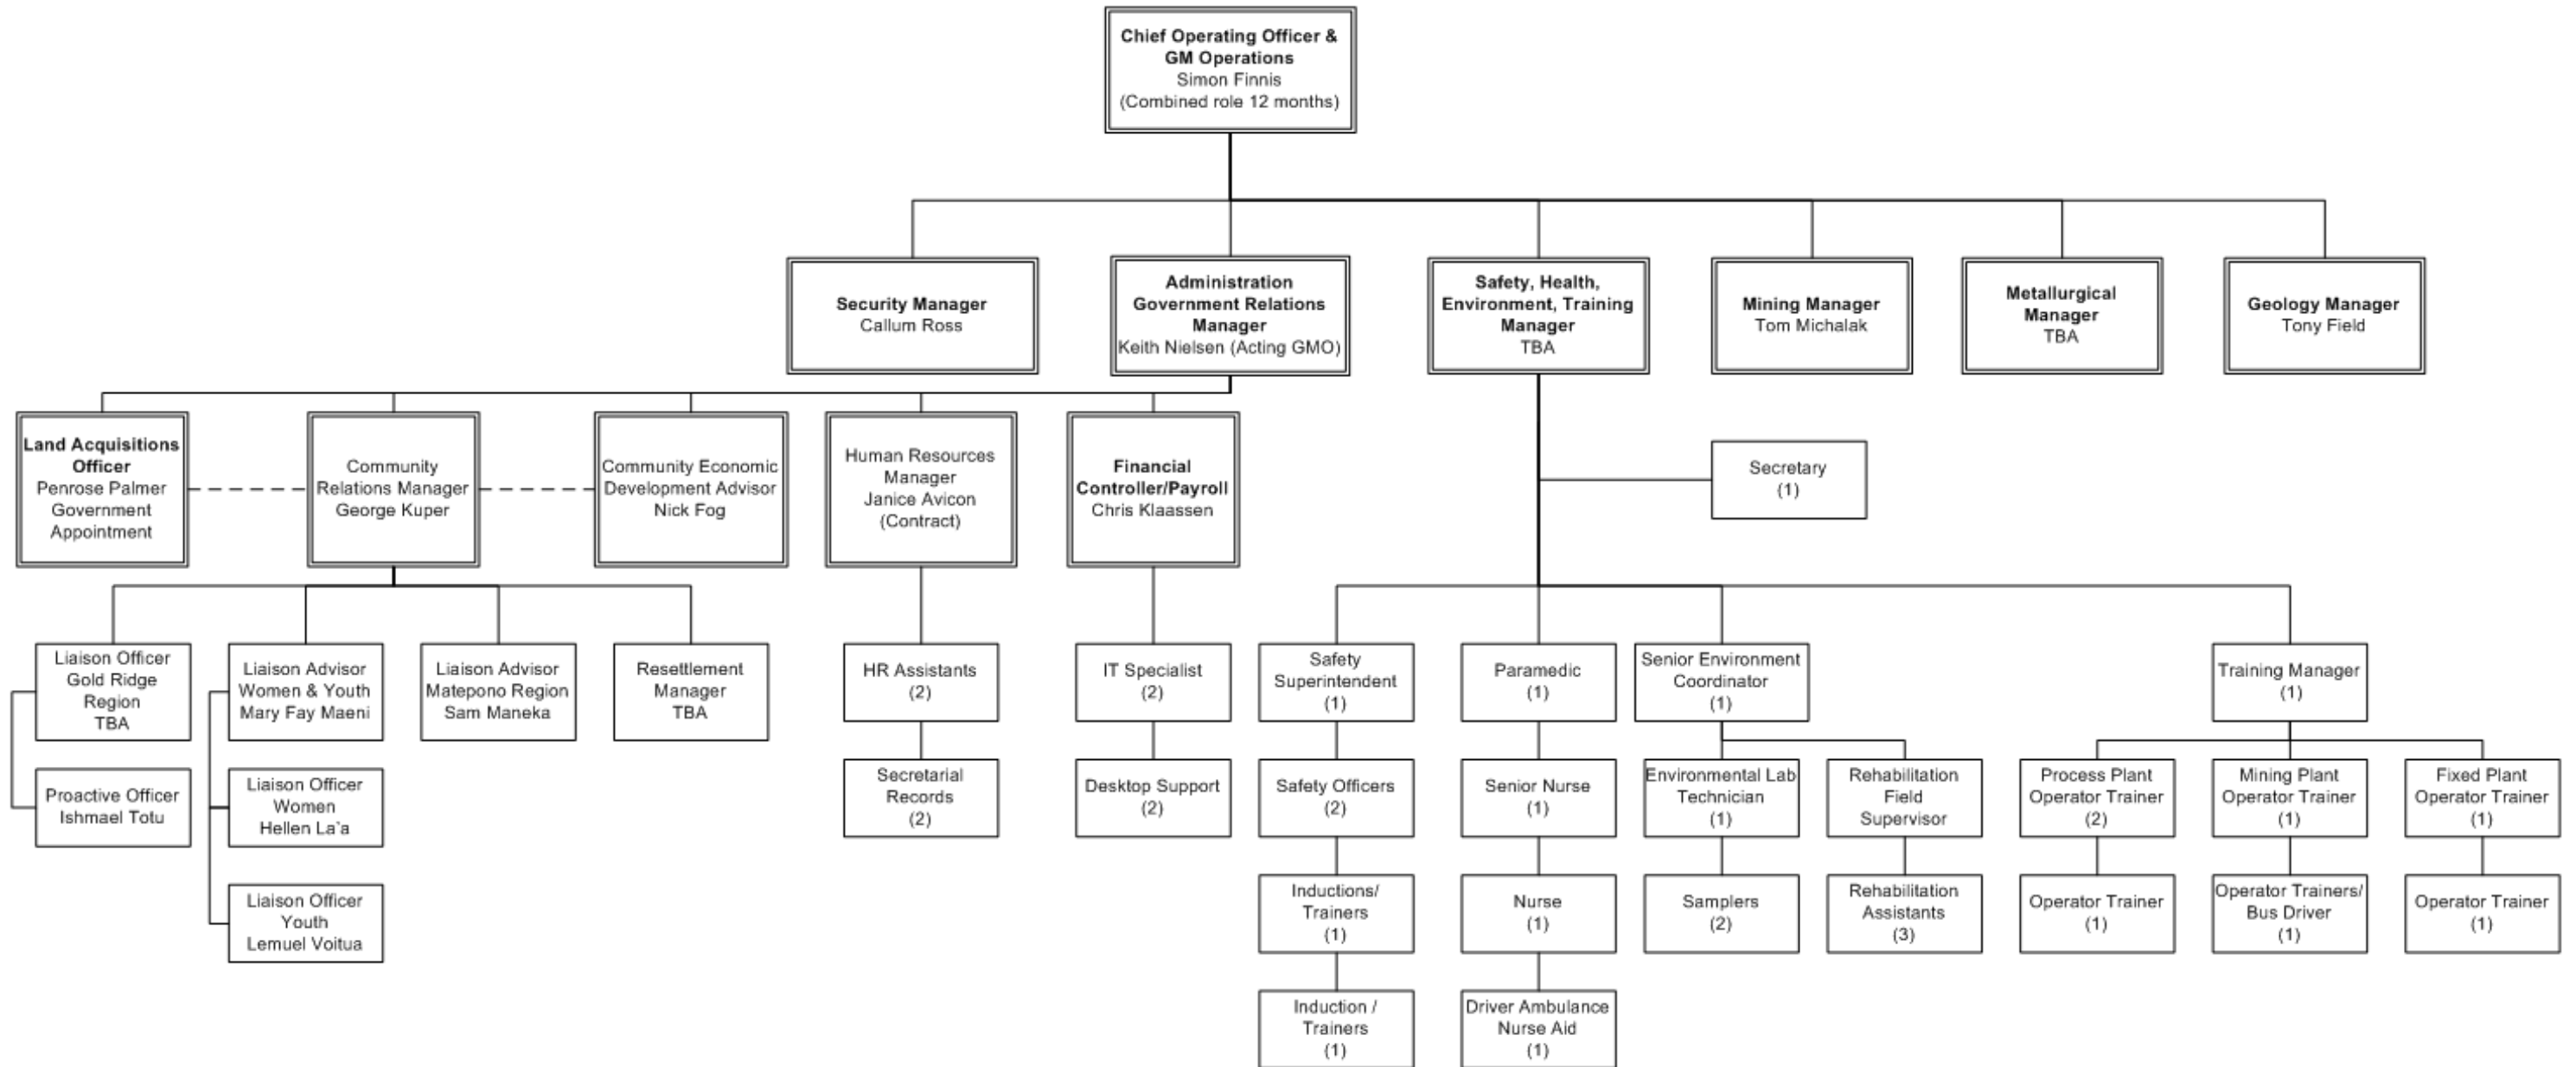 Chief Operating Officer &
GM Operations
Simon Finnis
(Combined role 12 months)
Security Manager
Callum Ross
Administration
Government Relations
Manager
Keith Nielsen (Acting GMO)
Safety, Health,
Environment, Training
Manager
TBA
Mining Manager
Tom Michalak
Metallurgical
Manager
TBA
Geology Manager
Tony Field
Land Acquisitions
Officer
Penrose Palmer
Government
Appointment
Community
Relations Manager
George Kuper
Community Economic
Development Advisor
Nick Fog
Human Resources
Manager
Janice Avicon
(Contract)
Financial
Controller/Payroll
Chris Klaassen
Secretary
(1)
Liaison Officer
Gold Ridge
Region
TBA
Liaison Advisor
Women & Youth
Mary Fay Maeni
Liaison Advisor
Matepono Region
Sam Maneka
Resettlement
Manager
TBA
HR Assistants
(2)
IT Specialist
(2)
Safety
Superintendent
(1)
Paramedic
(1)
Senior Environment
Coordinator
(1)
Training Manager
(1)
Proactive Officer
Ishmael Totu
Liaison Officer
Women
Hellen La`a
Secretarial
Records
(2)
Desktop Support
(2)
Safety Officers
(2)
Senior Nurse
(1)
Environmental Lab
Technician
(1)
Rehabilitation
Field
Supervisor
Process Plant
Operator Trainer
(2)
Mining Plant
Operator Trainer
(1)
Fixed Plant
Operator Trainer
(1)
Liaison Officer
Youth
Lemuel Voitua
Inductions/
Trainers
(1)
Nurse
(1)
Samplers
(2)
Rehabilitation
Assistants
(3)
Operator Trainer
(1)
Operator Trainers/
Bus Driver
(1)
Operator Trainer
(1)
Induction /
Trainers
(1)
Driver Ambulance
Nurse Aid
(1)